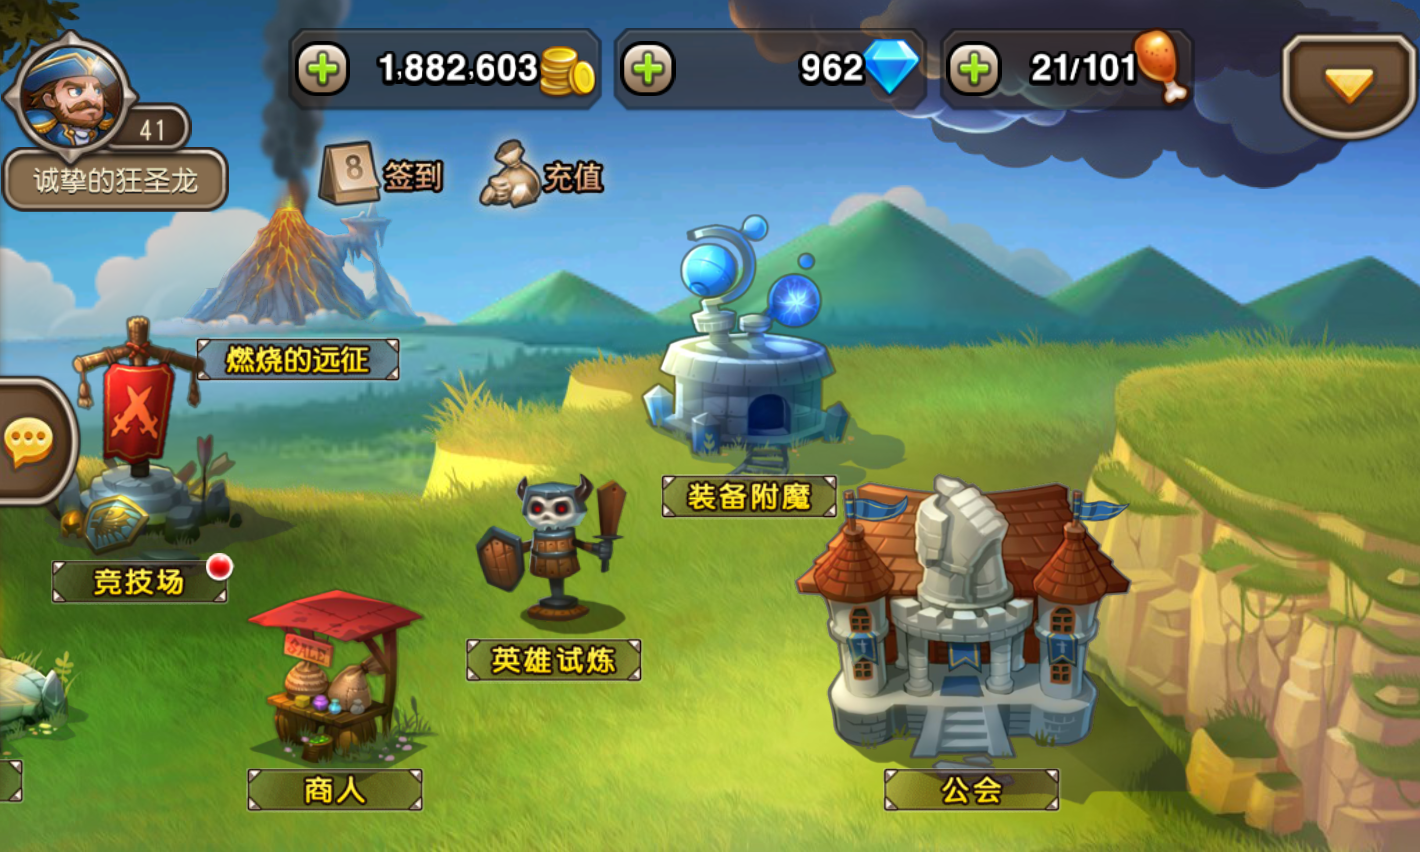 1,882,603
962
21/101
41
诚挚的狂圣龙
8
签到
充值
燃烧的远征
装备附魔
竞技场
SALE
英雄试炼
商人
公会